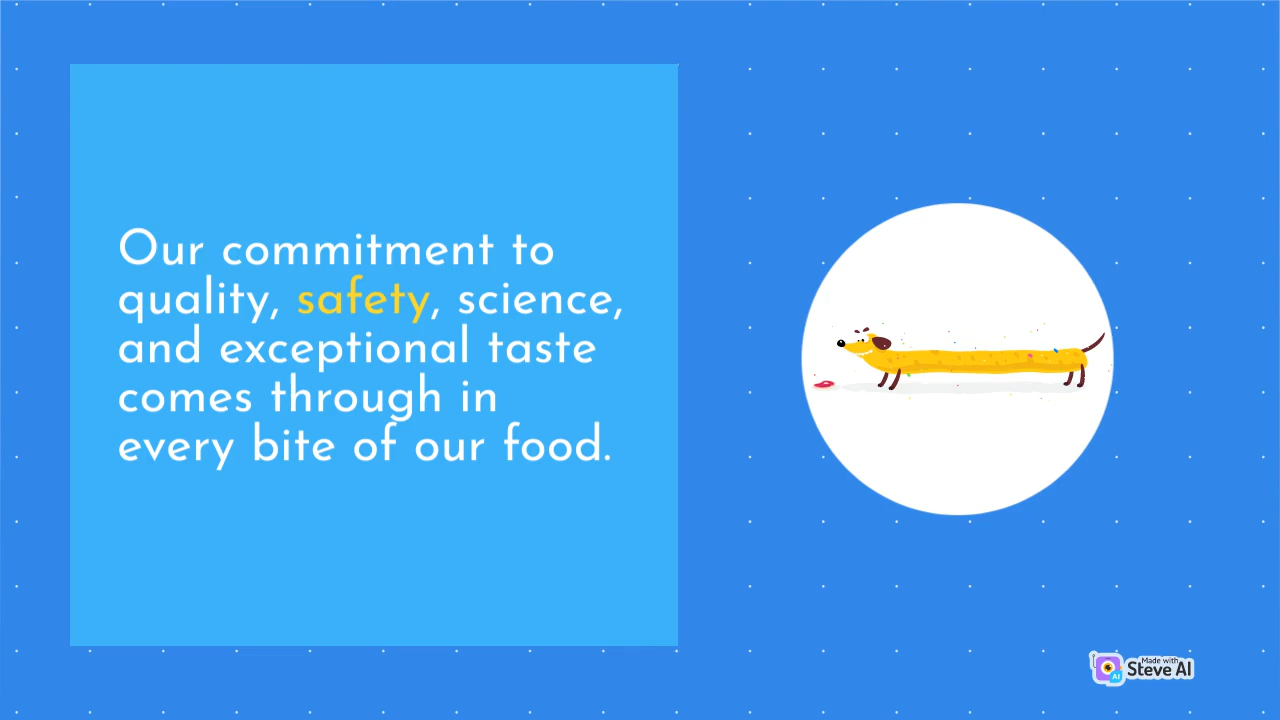 Our commitment to
quality, safety, science,
and exceptional taste
comes through in
every bite of our food.
Made with
Steve AI
AI